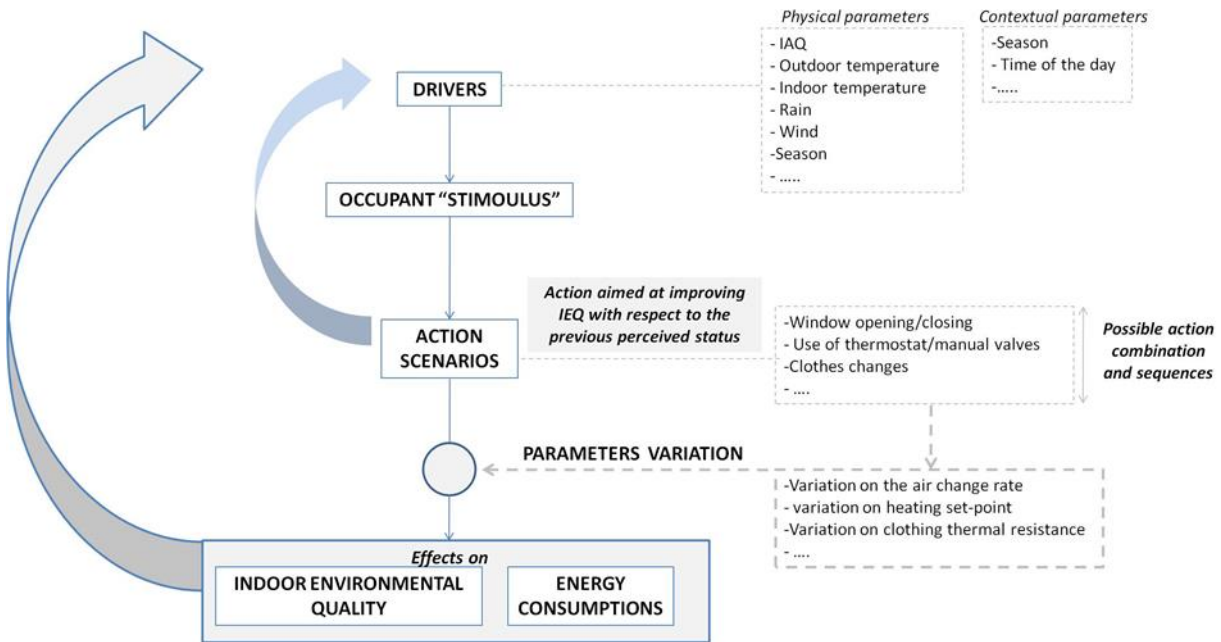 Physical parameters
Contextual parameters
- IAQ
- Outdoor temperature
- Indoor temperature
- Rain
- Wind
-Season
- .....
-Season
- Time of the day
-.....
DRIVERS
OCCUPANT “STIMOULUS”
Action aimed at improving
IEQ with respect to the
previous perceived status
ACTION
SCENARIOS
-Window opening/closing
- Use of thermostat/manual valves
-Clothes changes
- ....
Possible action
combination
and sequences
PARAMETERS VARIATION
-Variation on the air change rate
- variation on heating set-point
-Variation on clothing thermal resistance
- ....
Effects on
INDOOR ENVIRONMENTAL
QUALITY
ENERGY
CONSUMPTIONS